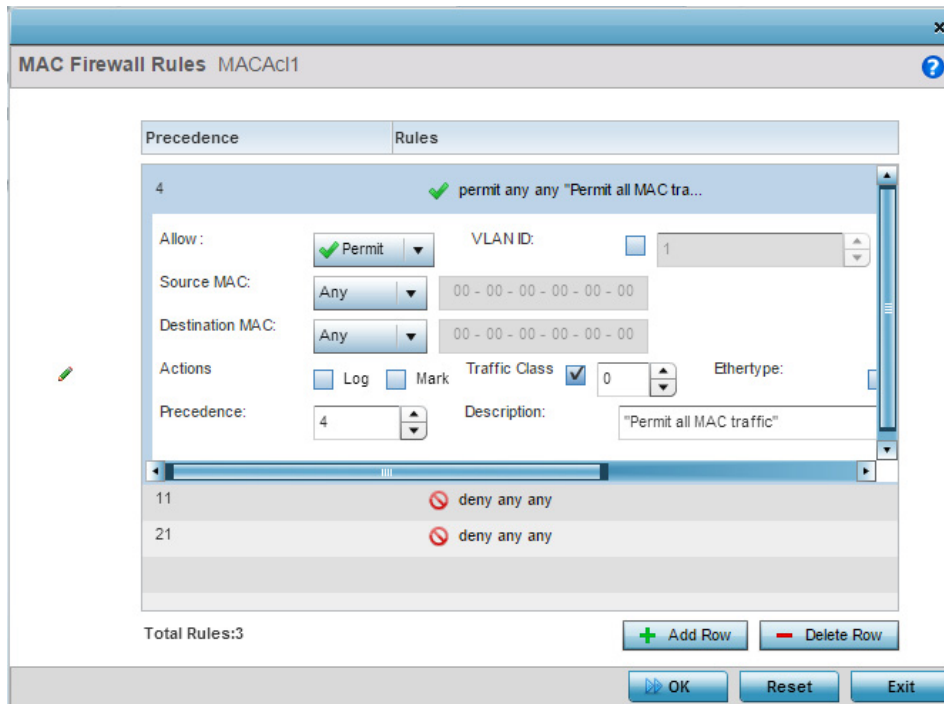 MAC Firewall Rules MACAcl1
Precedence Rules
4 permit any any "Permit all MAC tra...
Allow : Permit VLAN ID: 1
Source MAC: Any 00 - 00 - 00 - 00 - 00 - 00
Destination MAC: Any 00 - 00 - 00 - 00 - 00 - 00
Actions Log Mark Traffic Class 0 Ethertype:
Precedence: 4 Description: "Permit all MAC traffic"
11 deny any any
21 deny any any
Total Rules:3 Add Row Delete Row
OK Reset Exit